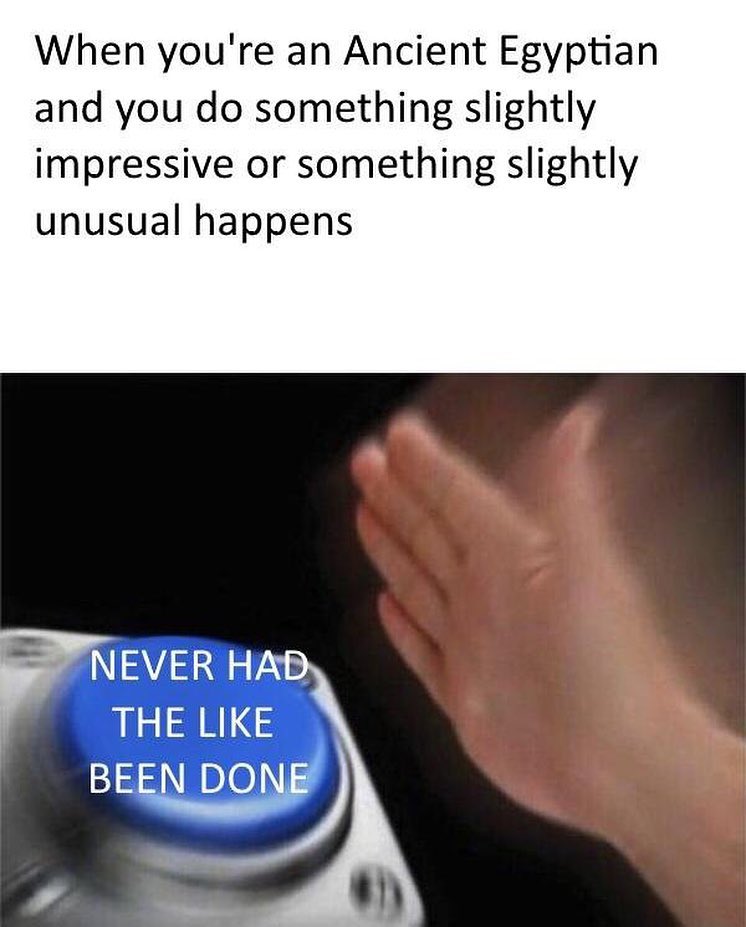 When you're an Ancient Egyptian
and you do something slightly
impressive or something slightly
unusual happens
NEVER HAD
THE LIKE
BEEN DONE